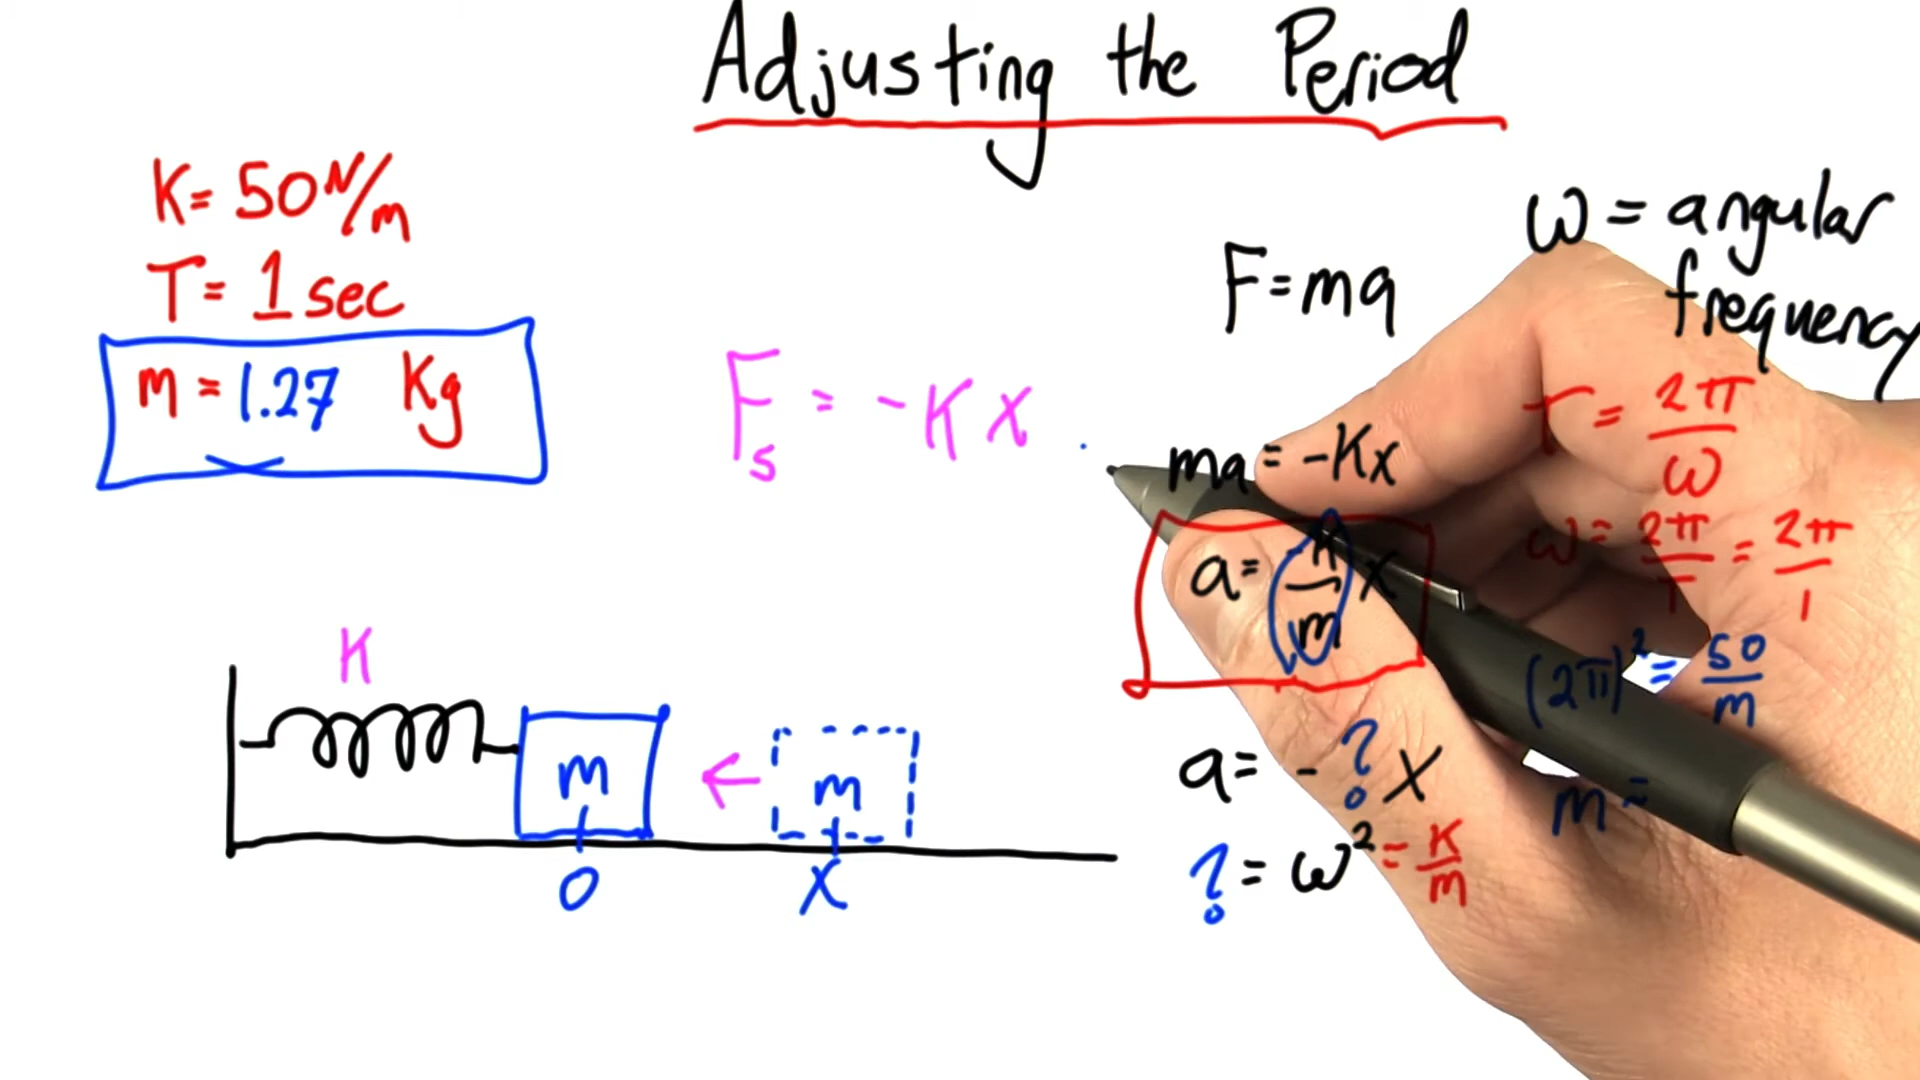 Adjusting the Period
K= 50 N/m
T= 1 sec
m = 1.27 Kg
F_s = -Kx
K
m
m
0
x
F=ma
ma = -Kx
a= -K/m x
a= - ? x
? = ω² = K/m
ω = angular
frequency
T = 2π/ω
ω = 2π/T = 2π/1
(2π)² = 50/m
m =